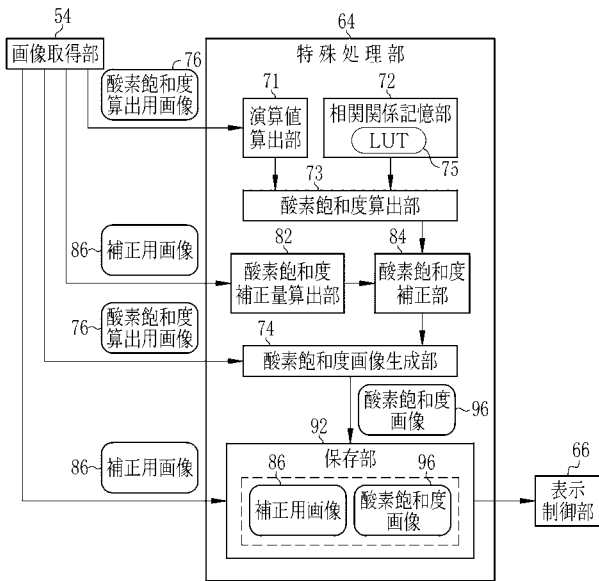 54
画像取得部
64
特殊処理部
76
酸素飽和度
算出用画像
71
演算値
算出部
72
相関関係記憶部
LUT
75
73
酸素飽和度算出部
86
補正用画像
82
酸素飽和度
補正量算出部
84
酸素飽和度
補正部
76
酸素飽和度
算出用画像
74
酸素飽和度画像生成部
酸素飽和度
画像
96
92
保存部
86
補正用画像
86
補正用画像
96
酸素飽和度
画像
66
表示
制御部